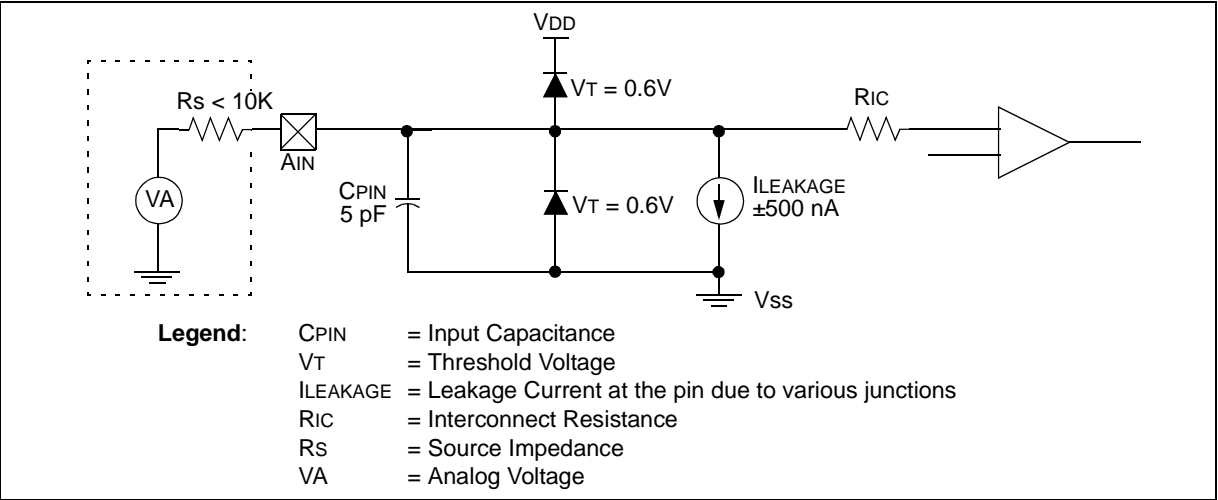 VDD
VT = 0.6V
RS < 10K
RIC
AIN
VA
CPIN
5 pF
VT = 0.6V
ILEAKAGE
±500 nA
VSS
Legend:
CPIN = Input Capacitance
VT = Threshold Voltage
ILEAKAGE = Leakage Current at the pin due to various junctions
RIC = Interconnect Resistance
RS = Source Impedance
VA = Analog Voltage